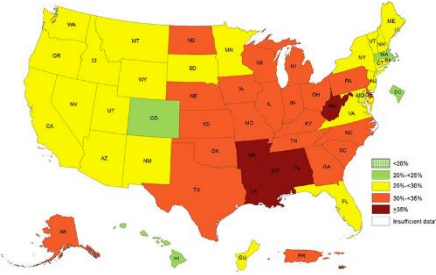 WA
ME
MT
ND
MN
VT
NH
OR
ID
SD
WI
NY
MA
RI
CT
WY
MI
PA
NJ
NE
IA
OH
NV
UT
IL
IN
MD
DE
DC
CO
WV
VA
CA
KS
MO
KY
NC
AZ
NM
OK
AR
TN
SC
MS
AL
GA
TX
LA
FL
AK
HI
GU
PR
<20%
20%-<25%
25%-<30%
30%-<35%
≥35%
Insufficient data*